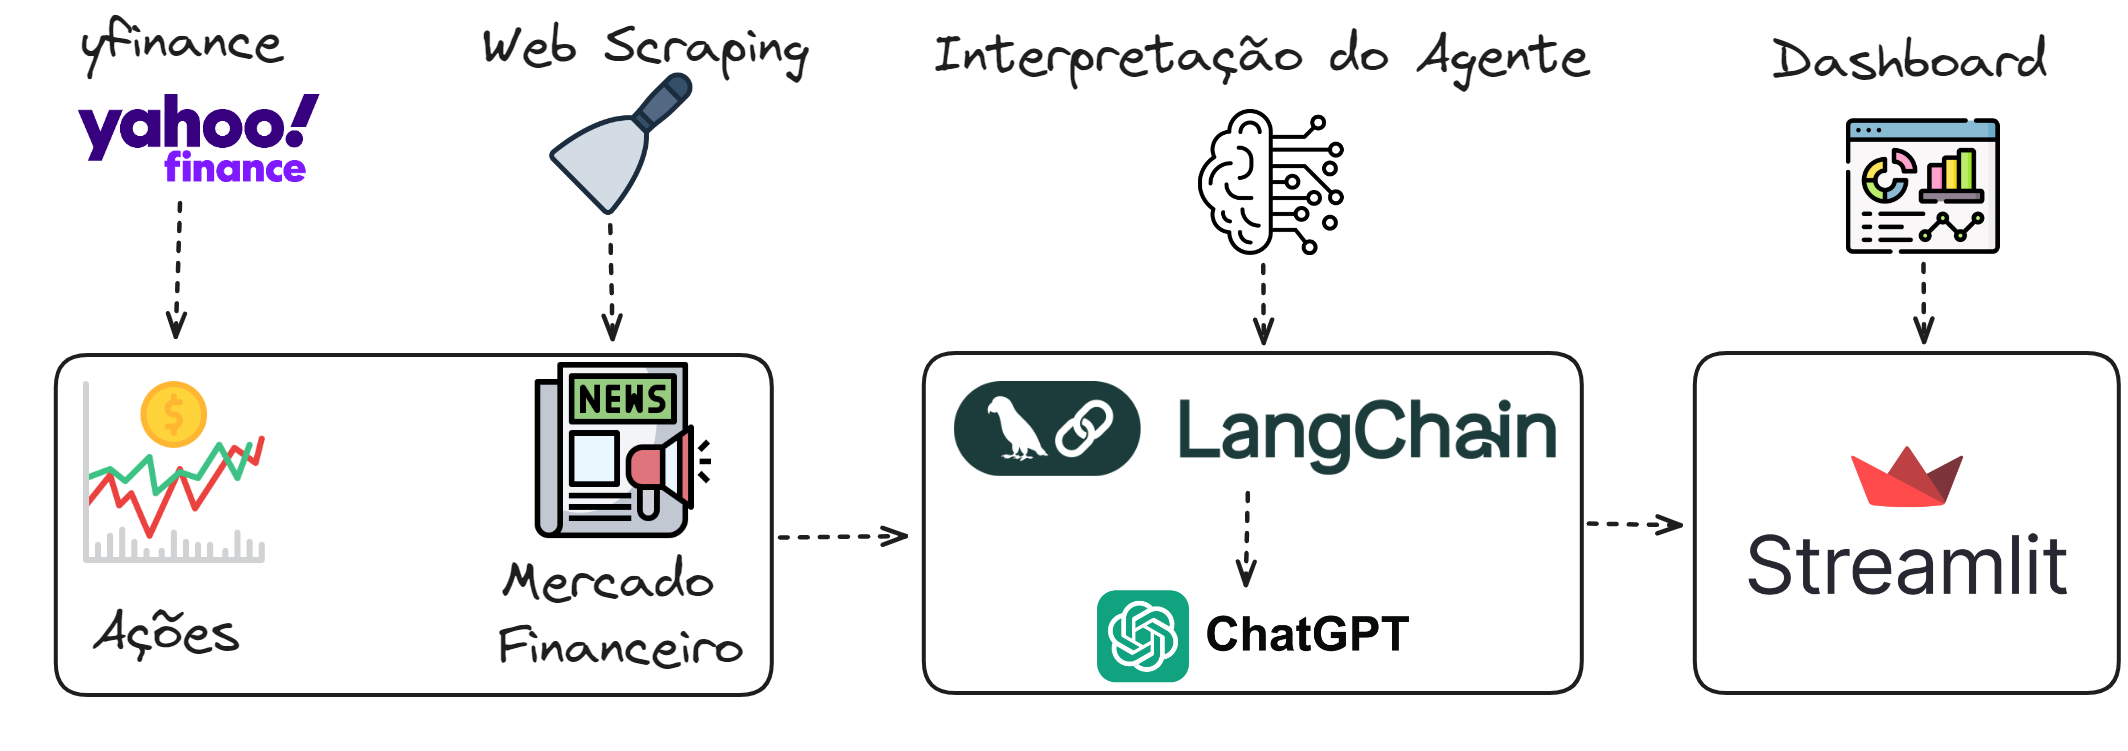 yfinance
Web Scraping
Interpretação do Agente
Dashboard
yahoo!
finance
NEWS
LangChain
Mercado
Financeiro
Ações
ChatGPT
Streamlit